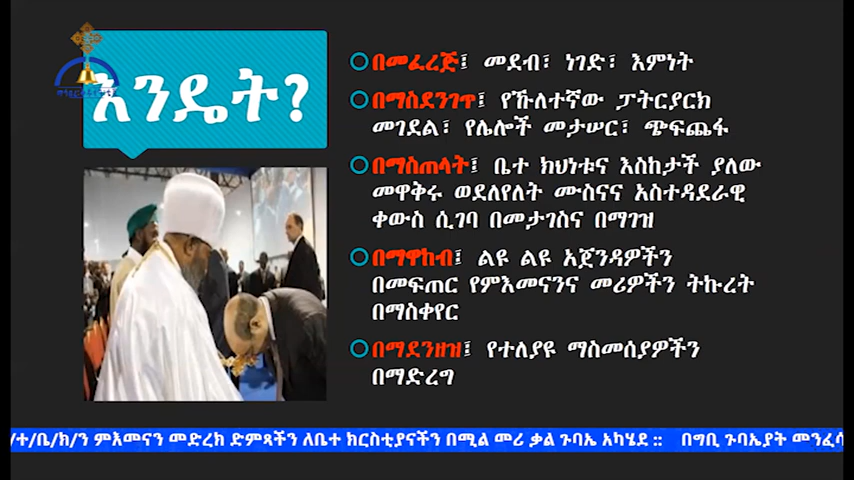 እንዴት?
በመፈረጅ፤ መደብ፣ ነገድ፣ እምነት
በማስደንገጥ፤ የኹለተኛው ፓትርያርክ
መገደል፣ የሌሎች መታሠር፣ ጭፍጨፋ
በማስጠላት፤ ቤተ ክህነቱና እስከታች ያለው
መዋቅሩ ወደለየለት ሙስናና አስተዳደራዊ
ቀውስ ሲገባ በመታገስና በማገዝ
በማዋከብ፤ ልዩ ልዩ አጀንዳዎችን
በመፍጠር የምእመናንና መሪዎችን ትኩረት
በማስቀየር
በማደንዘዝ፤ የተለያዩ ማስመሰያዎችን
በማድረግ
/ተ/ቤ/ክ/ን ምእመናን መድረክ ድምጻችን ለቤተ ክርስቲያናችን በሚል መሪ ቃል ጉባኤ አካሄደ ፡፡ በግቢ ጉባኤያት